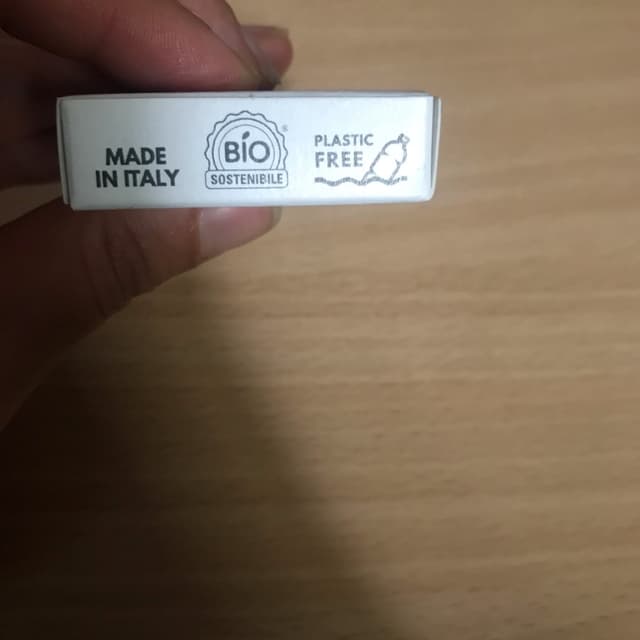 MADE
IN ITALY
BIO
SOSTENIBILE
®
PLASTIC
FREE